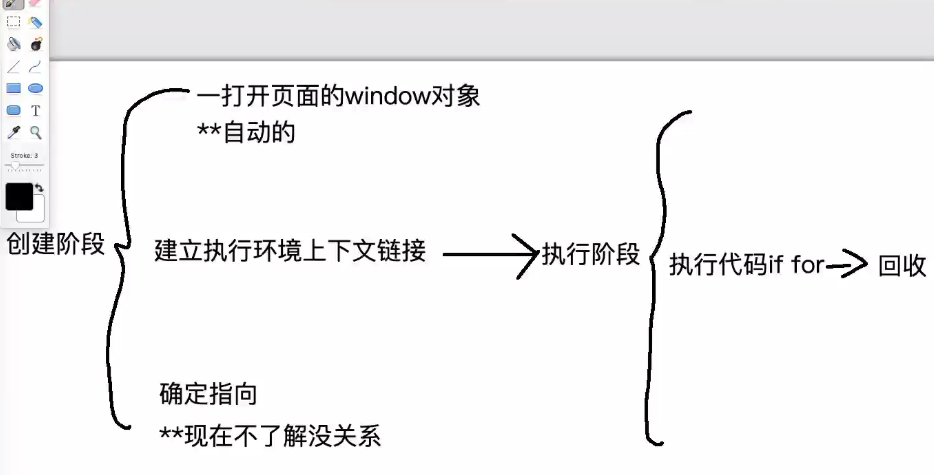 Stroke: 3
一打开页面的window对象
**自动的
创建阶段
建立执行环境上下文链接
执行阶段
执行代码if for
回收
确定指向
**现在不了解没关系